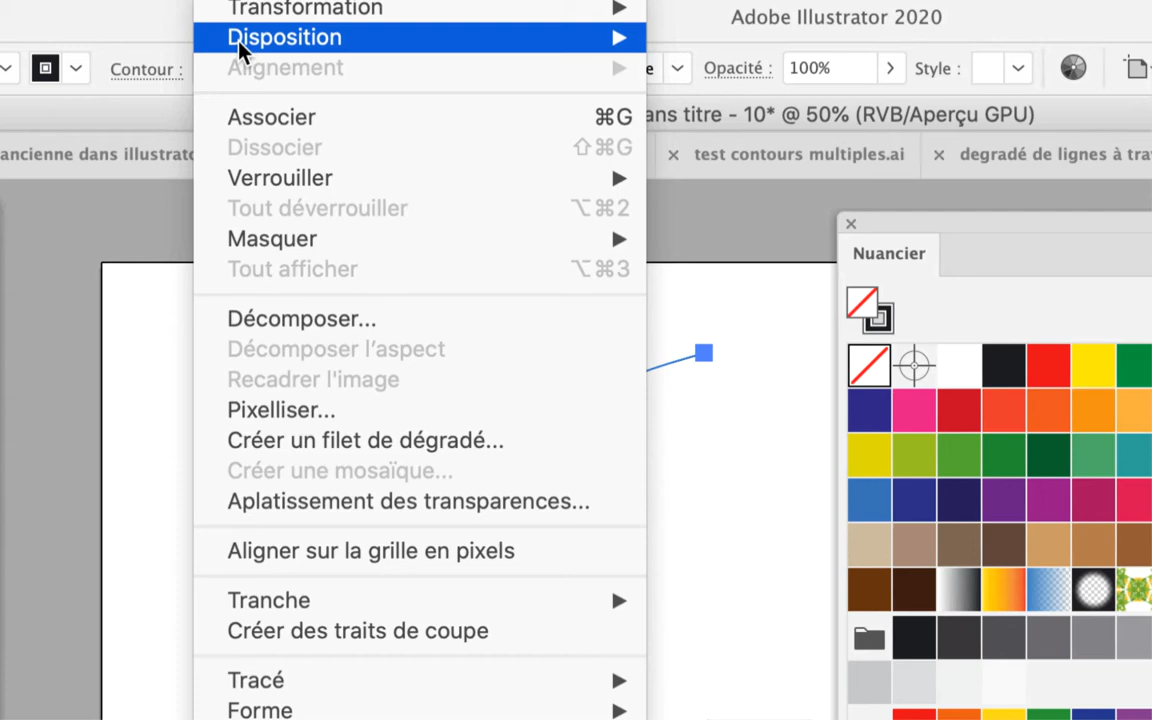 Transformation
Adobe Illustrator 2020
Disposition
Contour :
Opacité :
100%
Style :
Alignement
Associer ⌘G
ans titre - 10* @ 50% (RVB/Aperçu GPU)
Dissocier ⇧⌘G
ancienne dans illustrato
test contours multiples.ai
degradé de lignes à tra
Verrouiller
Tout déverrouiller ⌥⌘2
Masquer
Tout afficher ⌥⌘3
Nuancier
Décomposer...
Décomposer l’aspect
Recadrer l'image
Pixelliser...
Créer un filet de dégradé...
Créer une mosaïque...
Aplatissement des transparences...
Aligner sur la grille en pixels
Tranche
Créer des traits de coupe
Tracé
Forme